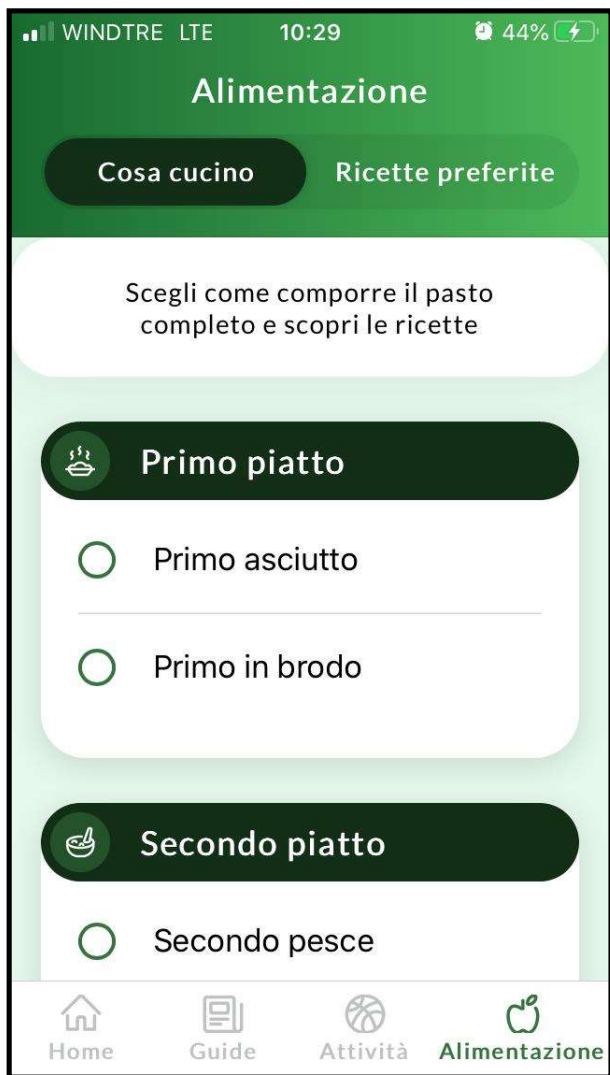 WINDTRE LTE 10:29 44%
Alimentazione
Cosa cucino Ricette preferite
Scegli come comporre il pasto
completo e scopri le ricette
Primo piatto
Primo asciutto
Primo in brodo
Secondo piatto
Secondo pesce
Home Guide Attività Alimentazione